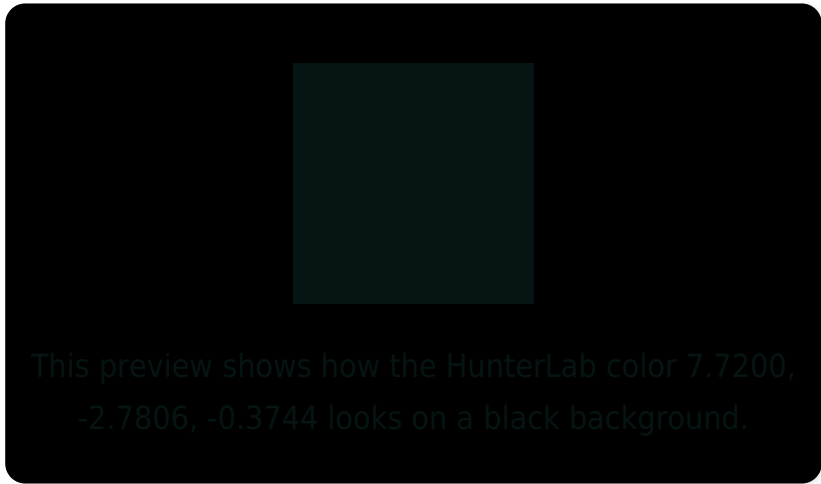 This preview shows how the HunterLab color 7.7200,
-2.7806, -0.3744 looks on a black background.